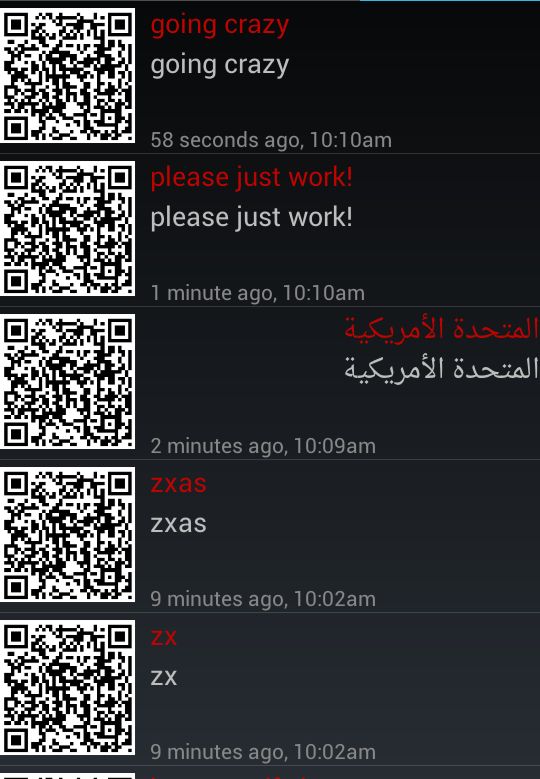 going crazy
going crazy
58 seconds ago, 10:10am
please just work!
please just work!
1 minute ago, 10:10am
المتحدة الأمريكية
المتحدة الأمريكية
2 minutes ago, 10:09am
zxas
zxas
9 minutes ago, 10:02am
zx
zx
9 minutes ago, 10:02am